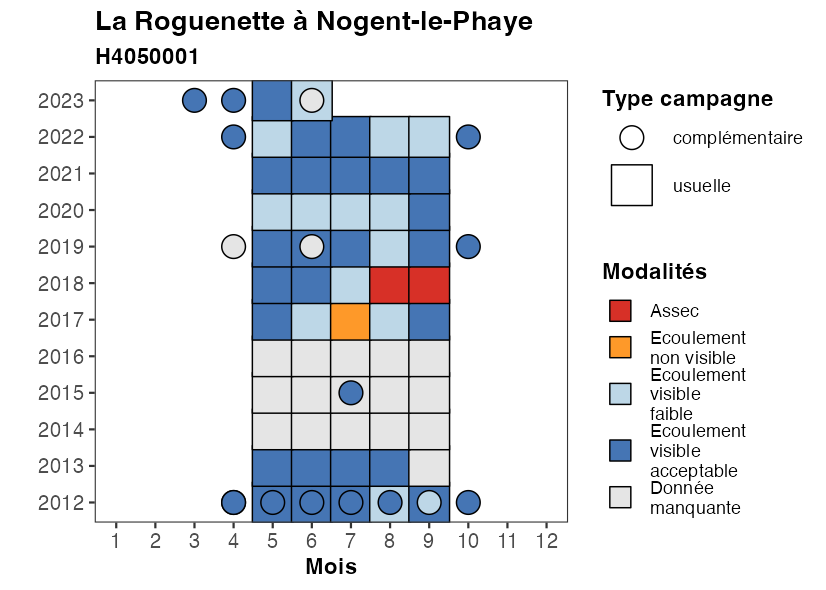 La Roguenette à Nogent-le-Phaye
H4050001
2023
2022
2021
2020
2019
2018
2017
2016
2015
2014
2013
2012
1 2 3 4 5 6 7 8 9 10 11 12
Mois
Type campagne
complémentaire
usuelle
Modalités
Assec
Ecoulement
non visible
Ecoulement
visible
faible
Ecoulement
visible
acceptable
Donnée
manquante